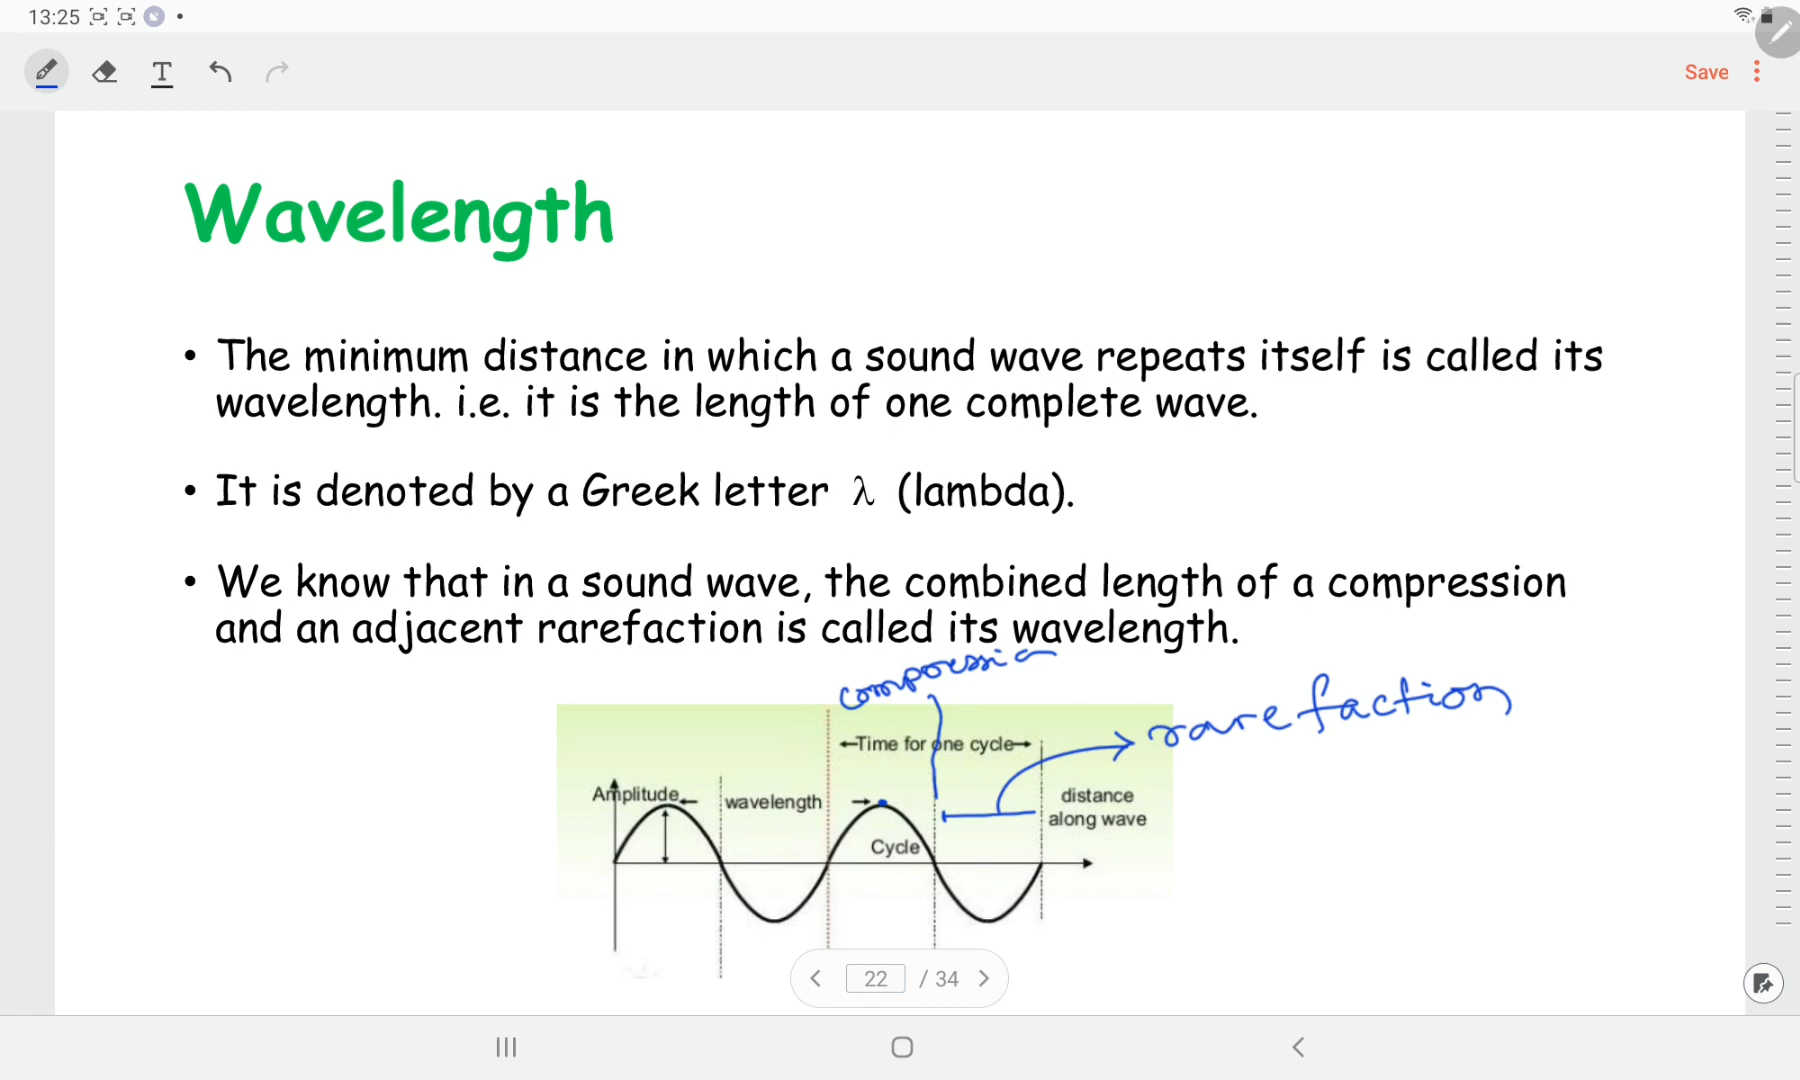 13:25
Save
Wavelength
• The minimum distance in which a sound wave repeats itself is called its
wavelength. i.e. it is the length of one complete wave.
• It is denoted by a Greek letter λ (lambda).
• We know that in a sound wave, the combined length of a compression
and an adjacent rarefaction is called its wavelength.
rarefaction
Time for one cycle
Amplitude
wavelength
distance
along wave
Cycle
22 / 34